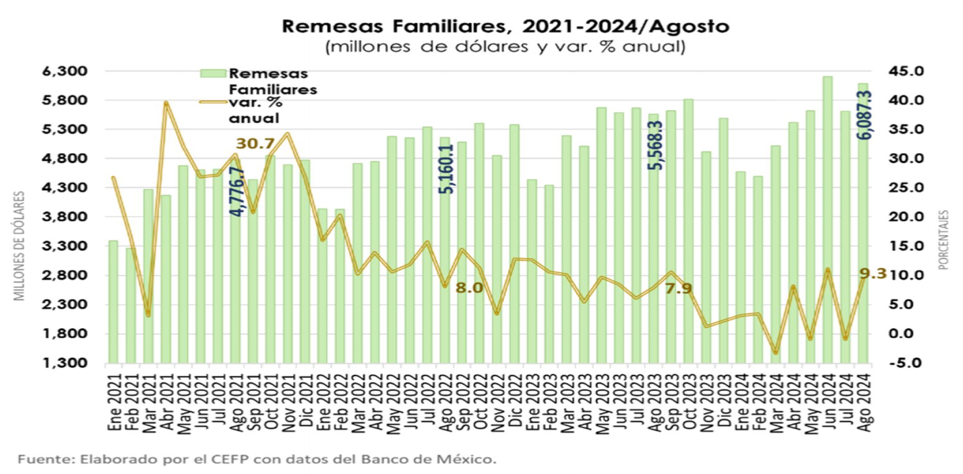 Remesas Familiares, 2021-2024/Agosto
(millones de dólares y var. % anual)
6,300
5,800
5,300
4,800
4,300
3,800
3,300
2,800
2,300
1,800
1,300
MILLONES DE DÓLARES
Remesas
Familiares
var. %
anual
30.7
4,776.7
5,160.1
8.0
5,568.3
7.9
6,087.3
9.3
45.0
40.0
35.0
30.0
25.0
20.0
15.0
10.0
5.0
0.0
-5.0
PORCENTAJES
Ene 2021
Feb 2021
Mar 2021
Abr 2021
May 2021
Jun 2021
Jul 2021
Ago 2021
Sep 2021
Oct 2021
Nov 2021
Dic 2021
Ene 2022
Feb 2022
Mar 2022
Abr 2022
May 2022
Jun 2022
Jul 2022
Ago 2022
Sep 2022
Oct 2022
Nov 2022
Dic 2022
Ene 2023
Feb 2023
Mar 2023
Abr 2023
May 2023
Jun 2023
Jul 2023
Ago 2023
Sep 2023
Oct 2023
Nov 2023
Dic 2023
Ene 2024
Feb 2024
Mar 2024
Abr 2024
May 2024
Jun 2024
Jul 2024
Ago 2024
Fuente: Elaborado por el CEFP con datos del Banco de México.